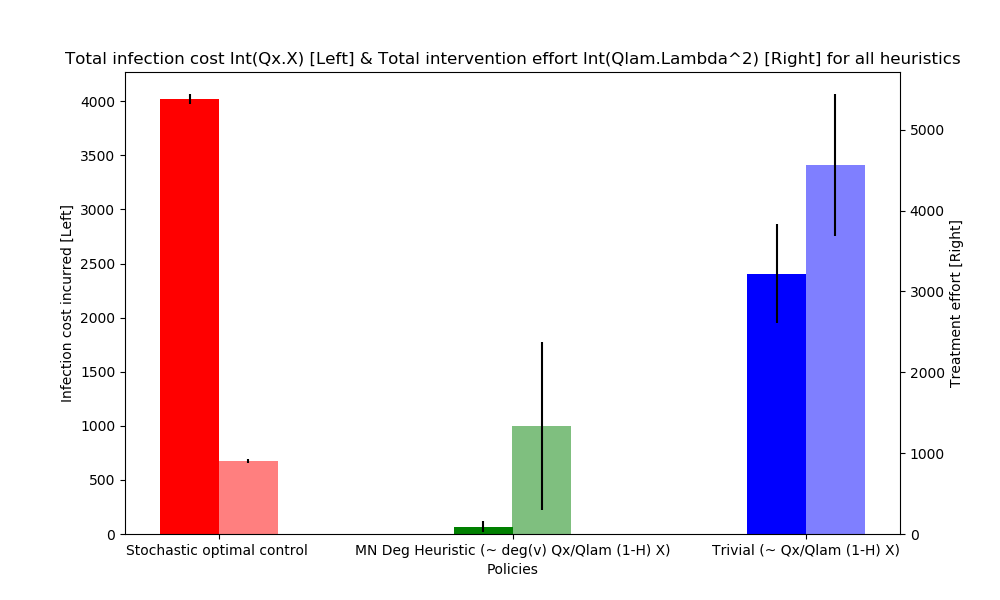 Total infection cost Int(Qx.X) [Left] & Total intervention effort Int(Qlam.Lambda^2) [Right] for all heuristics
Infection cost incurred [Left]
4000
3500
3000
2500
2000
1500
1000
500
0
5000
4000
3000
2000
1000
0
Treatment effort [Right]
Stochastic optimal control
MN Deg Heuristic (~ deg(v) Qx/Qlam (1-H) X)
Trivial (~ Qx/Qlam (1-H) X)
Policies